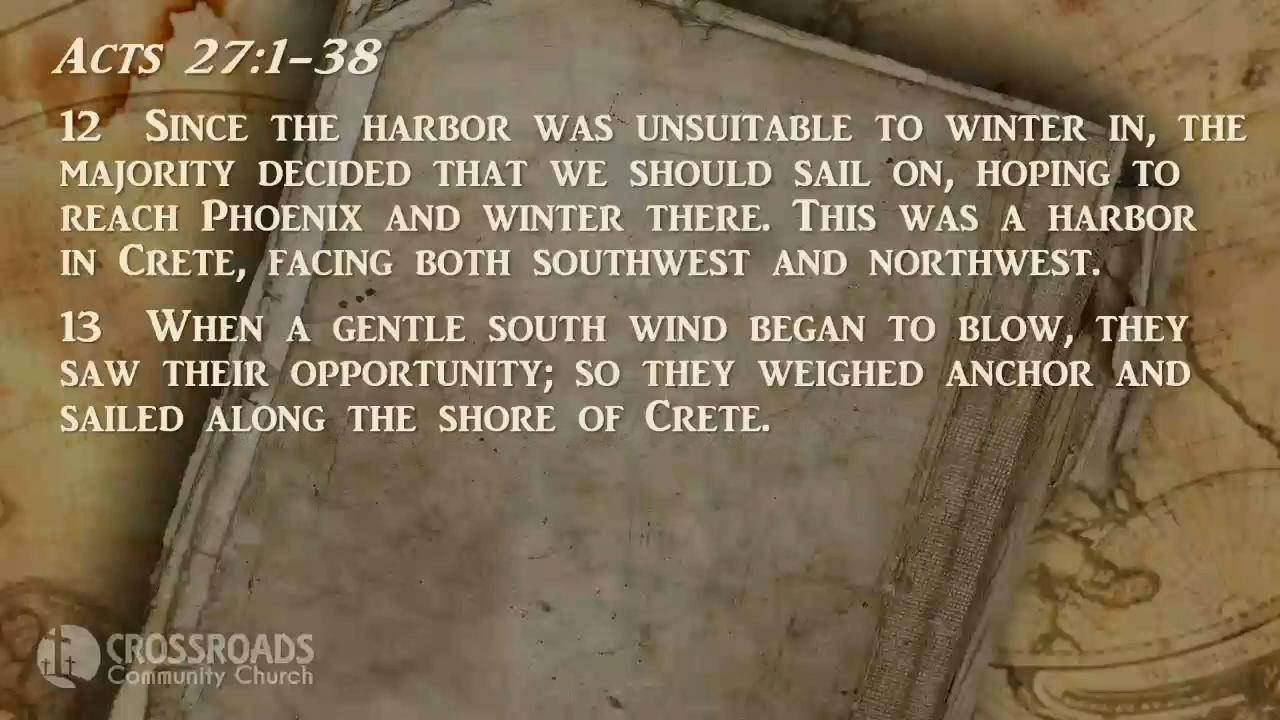 Acts 27:1-38
12 Since the harbor was unsuitable to winter in, the
majority decided that we should sail on, hoping to
reach Phoenix and winter there. This was a harbor
in Crete, facing both southwest and northwest.
13 When a gentle south wind began to blow, they
saw their opportunity; so they weighed anchor and
sailed along the shore of Crete.
CROSSROADS
Community Church